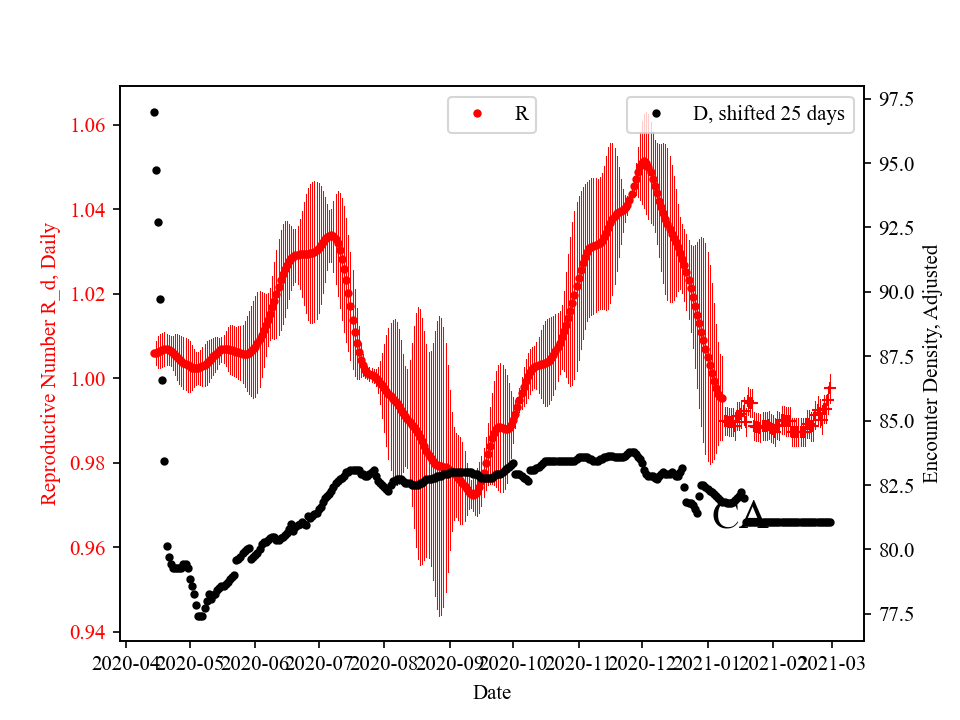 R
D, shifted 25 days
1.06
1.04
1.02
1.00
0.98
0.96
0.94
Reproductive Number R_d, Daily
97.5
95.0
92.5
90.0
87.5
85.0
82.5
80.0
77.5
Encounter Density, Adjusted
CA
2020-04 2020-05 2020-06 2020-07 2020-08 2020-09 2020-10 2020-11 2020-12 2021-01 2021-02 2021-03
Date